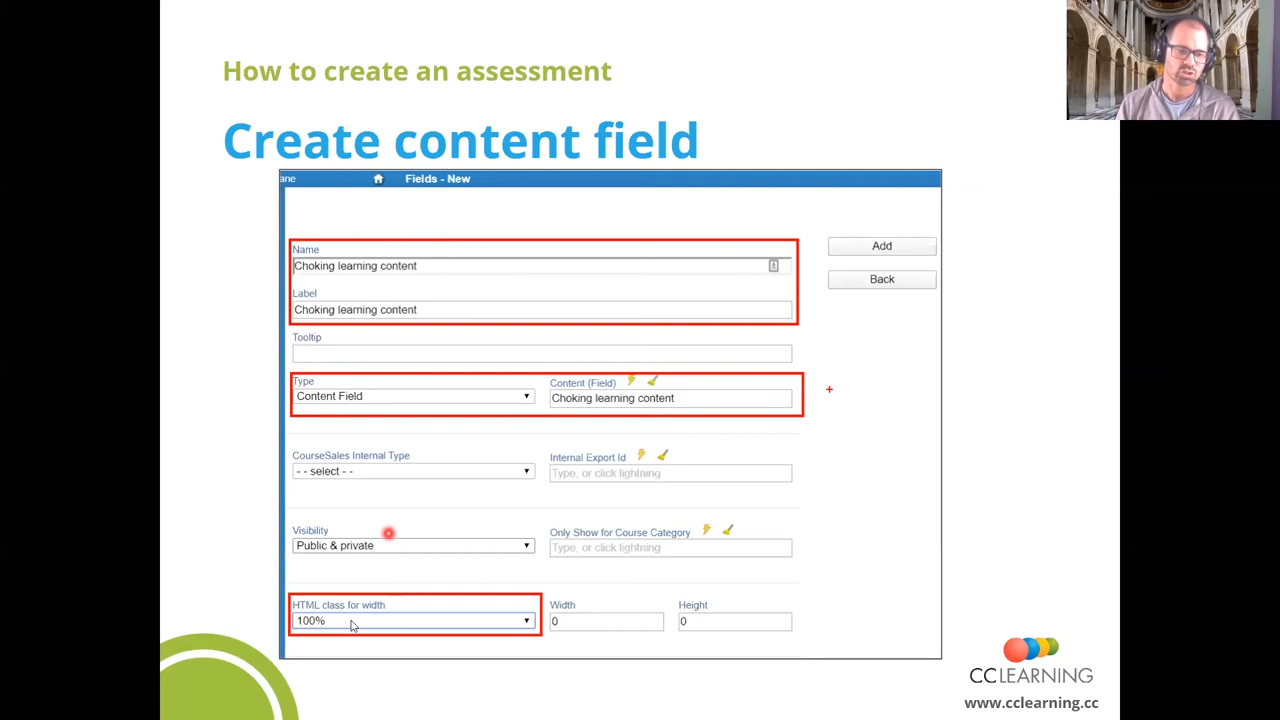 How to create an assessment
Create content field
ane
Fields - New
Name
Choking learning content
Add
Back
Label
Choking learning content
Tooltip
Type
Content Field
Content (Field)
Choking learning content
CourseSales Internal Type
- - select - -
Internal Export Id
Type, or click lightning
Visibility
Public & private
Only Show for Course Category
Type, or click lightning
HTML class for width
100%
Width
0
Height
0
CCLEARNING
www.cclearning.cc